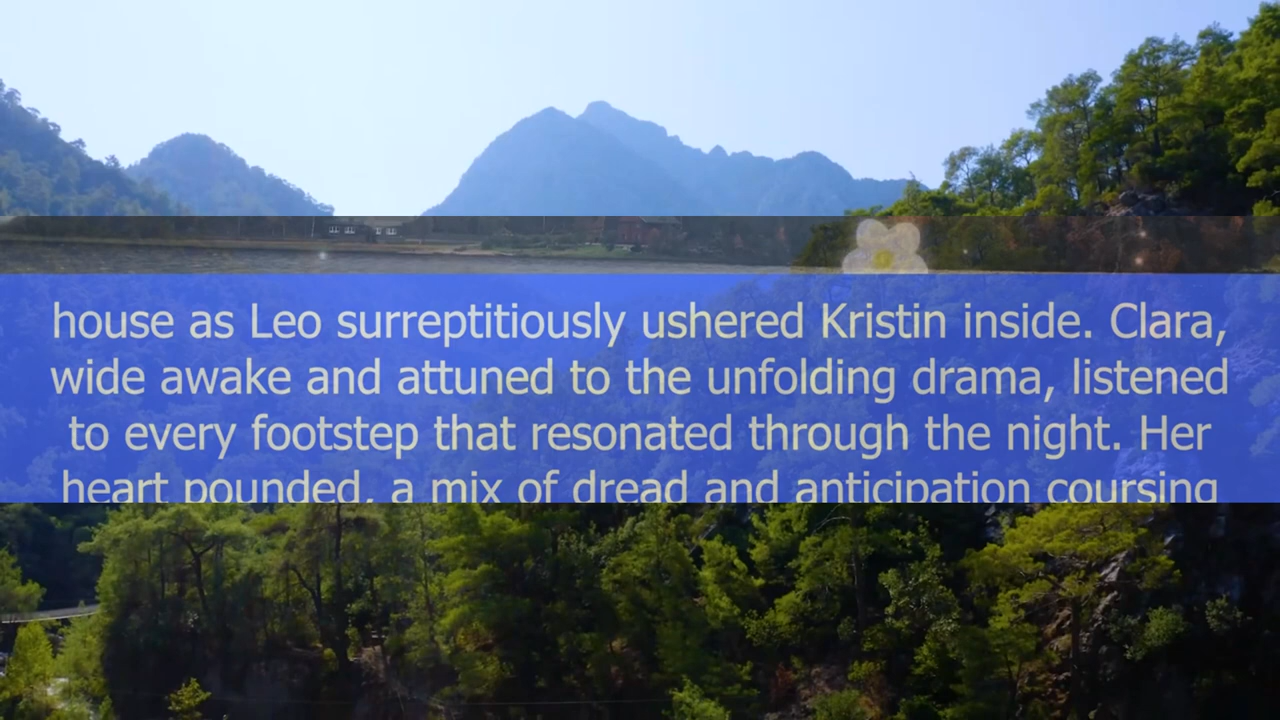 house as Leo surreptitiously ushered Kristin inside. Clara,
wide awake and attuned to the unfolding drama, listened
to every footstep that resonated through the night. Her
heart pounded, a mix of dread and anticipation coursing